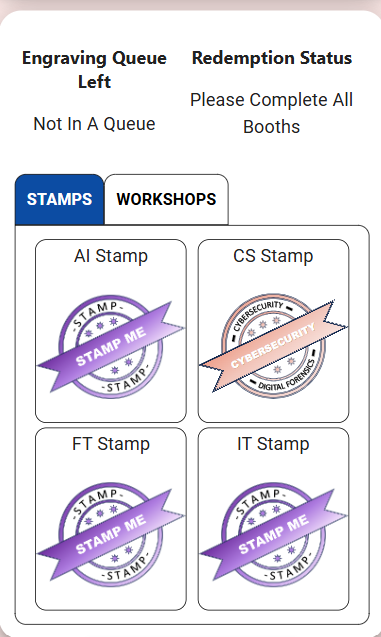 Engraving Queue
Left
Not In A Queue
Redemption Status
Please Complete All
Booths
STAMPS
WORKSHOPS
AI Stamp
-STAMP-
STAMP ME
-STAMP-
CS Stamp
CYBERSECURITY
CYBERSECURITY
DIGITAL FORENSICS
FT Stamp
-STAMP-
STAMP ME
-STAMP-
IT Stamp
-STAMP-
STAMP ME
-STAMP-